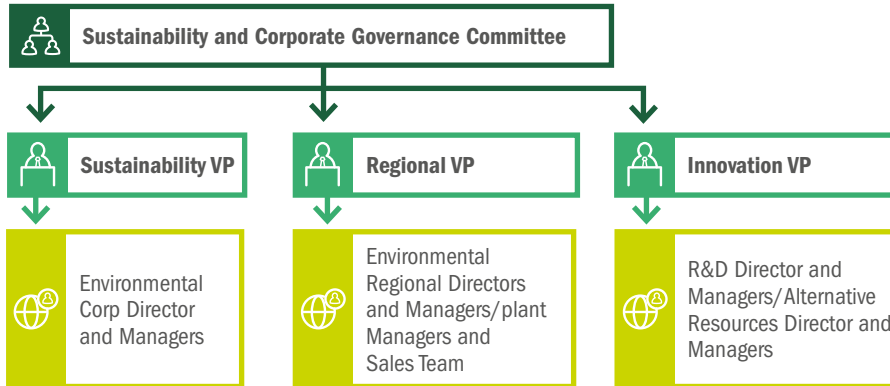 Sustainability and Corporate Governance Committee
Sustainability VP
Regional VP
Innovation VP
Environmental
Corp Director
and Managers
Environmental
Regional Directors
and Managers/plant
Managers and
Sales Team
R&D Director and
Managers/Alternative
Resources Director and
Managers